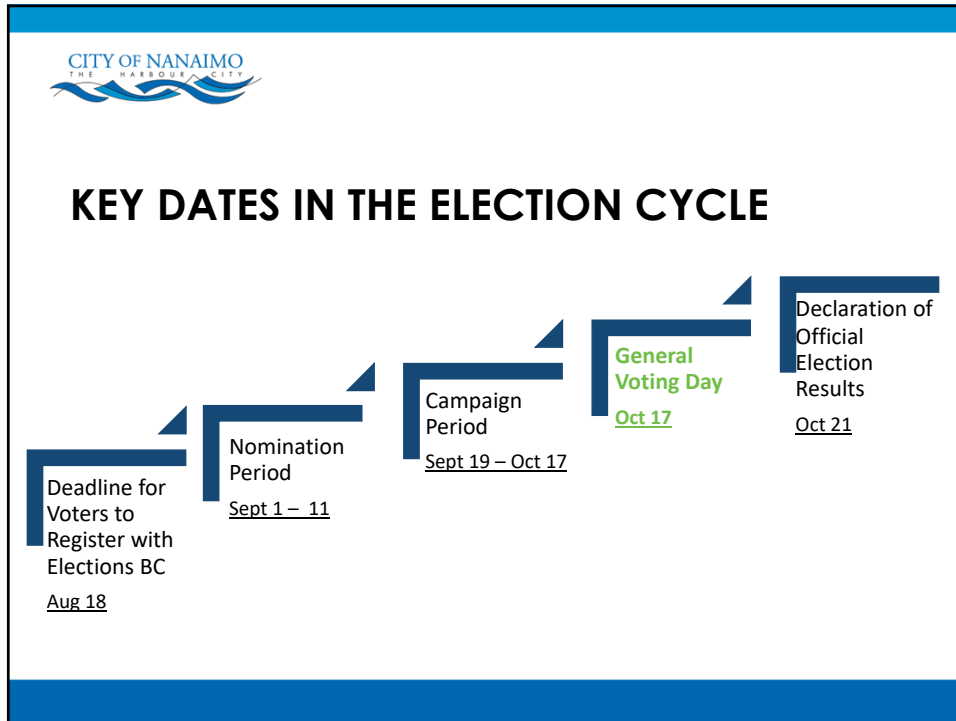 CITY OF NANAIMO
THE HARBOUR CITY
KEY DATES IN THE ELECTION CYCLE
Deadline for
Voters to
Register with
Elections BC
Aug 18
Nomination
Period
Sept 1 – 11
Campaign
Period
Sept 19 – Oct 17
General
Voting Day
Oct 17
Declaration of
Official
Election
Results
Oct 21